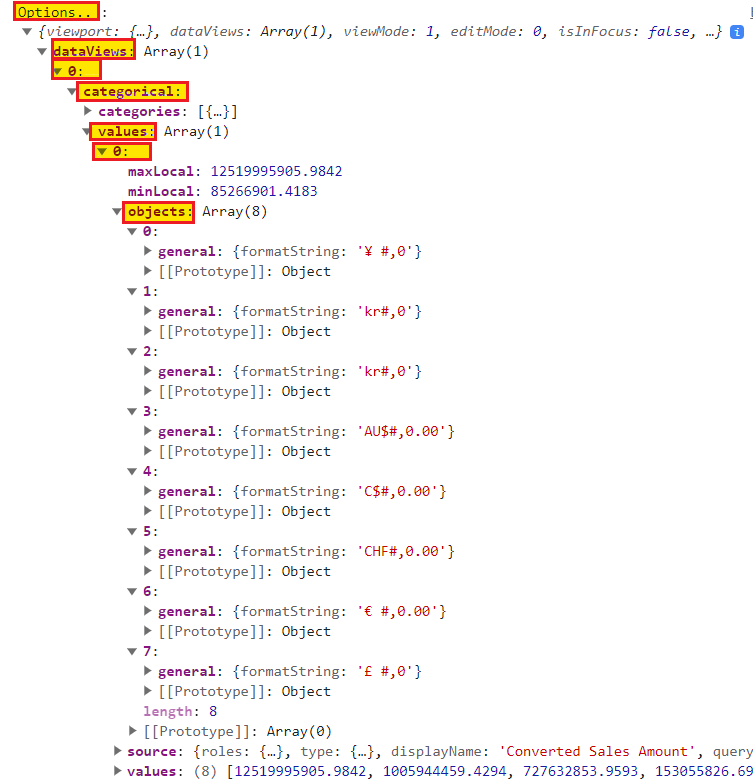 Options.. :
{viewport: {…}, dataViews: Array(1), viewMode: 1, editMode: 0, isInFocus: false, …} i
dataViews: Array(1)
0:
categorical:
categories: [{…}]
values: Array(1)
0:
maxLocal: 12519995905.9842
minLocal: 85266901.4183
objects: Array(8)
0:
general: {formatString: '¥ #,0'}
[[Prototype]]: Object
1:
general: {formatString: 'kr#,0'}
[[Prototype]]: Object
2:
general: {formatString: 'kr#,0'}
[[Prototype]]: Object
3:
general: {formatString: 'AU$#,0.00'}
[[Prototype]]: Object
4:
general: {formatString: 'C$#,0.00'}
[[Prototype]]: Object
5:
general: {formatString: 'CHF#,0.00'}
[[Prototype]]: Object
6:
general: {formatString: '€ #,0.00'}
[[Prototype]]: Object
7:
general: {formatString: '£ #,0'}
[[Prototype]]: Object
length: 8
[[Prototype]]: Array(0)
source: {roles: {…}, type: {…}, displayName: 'Converted Sales Amount', query
values: (8) [12519995905.9842, 1005944459.4294, 727632853.9593, 153055826.69